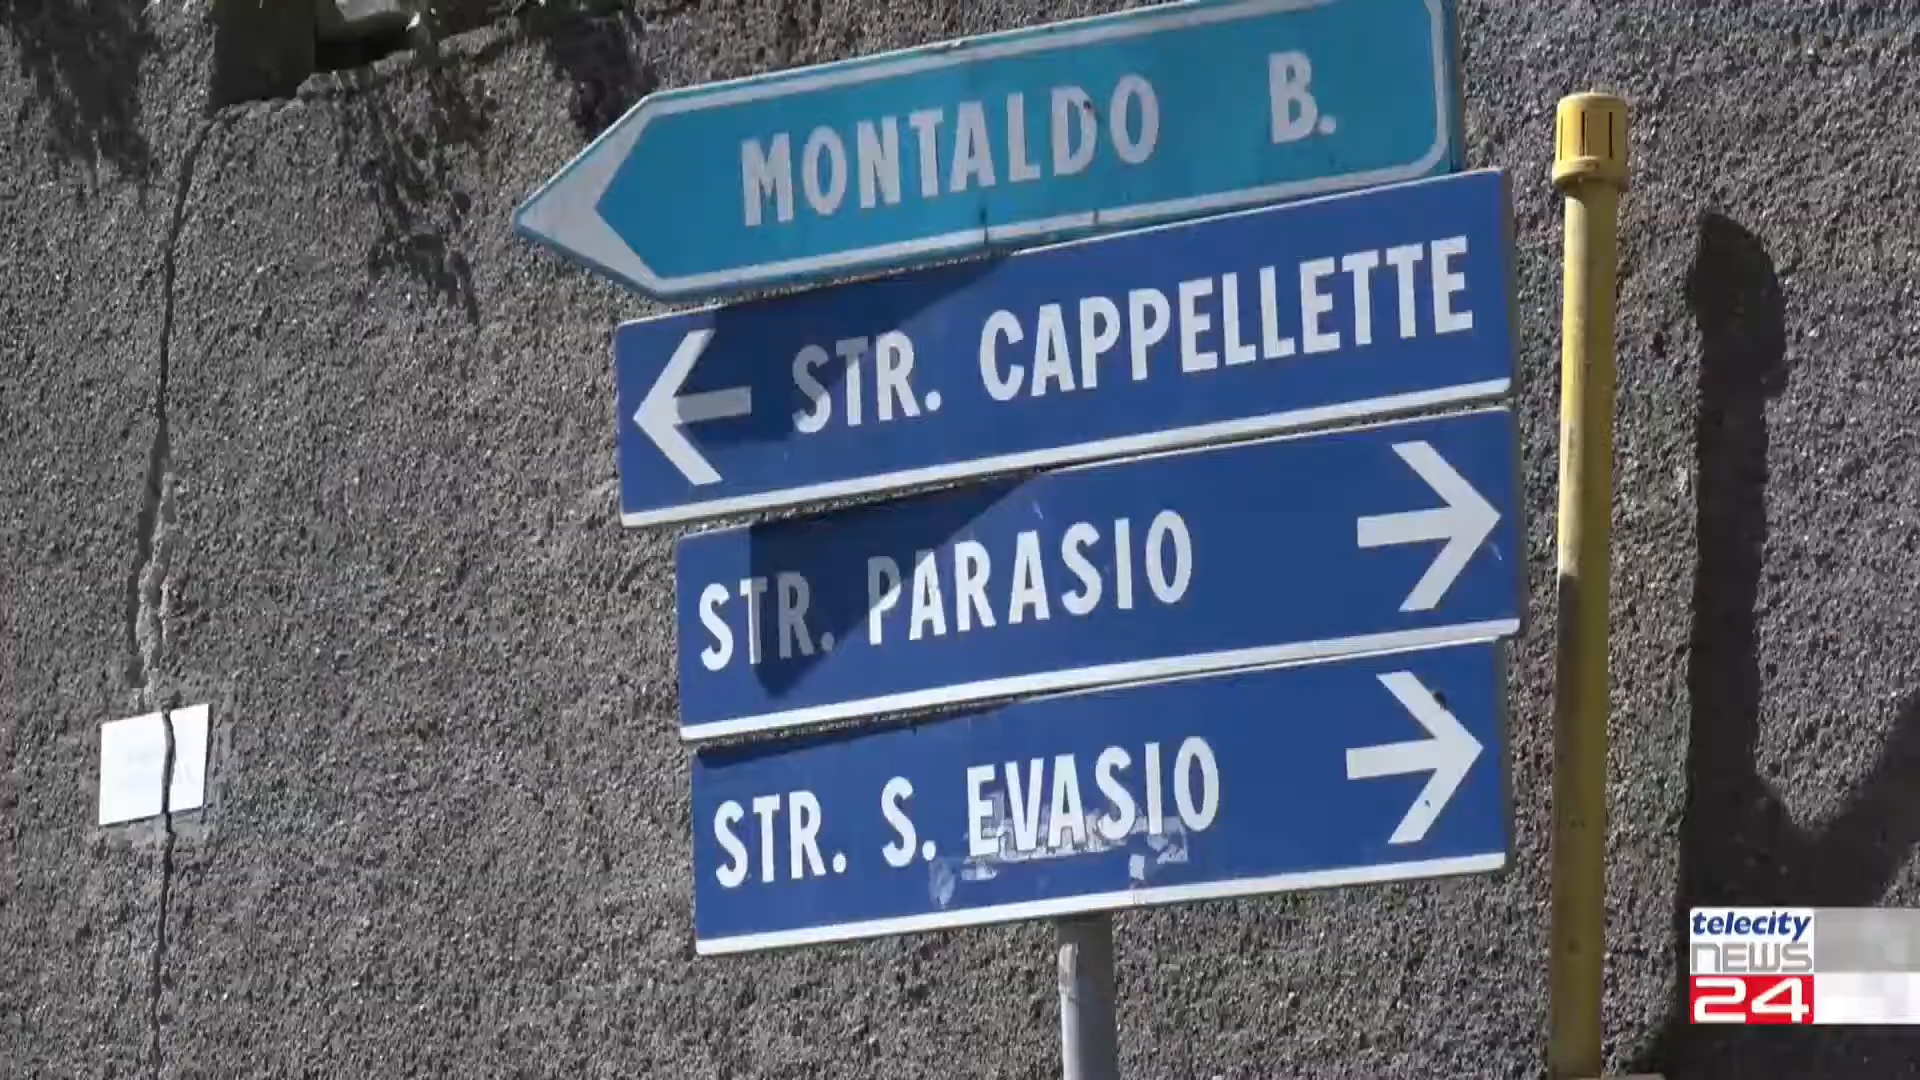 MONTALDO B.
STR. CAPPELLETTE
STR. PARASIO
STR. S. EVASIO
telecity
NEWS
24